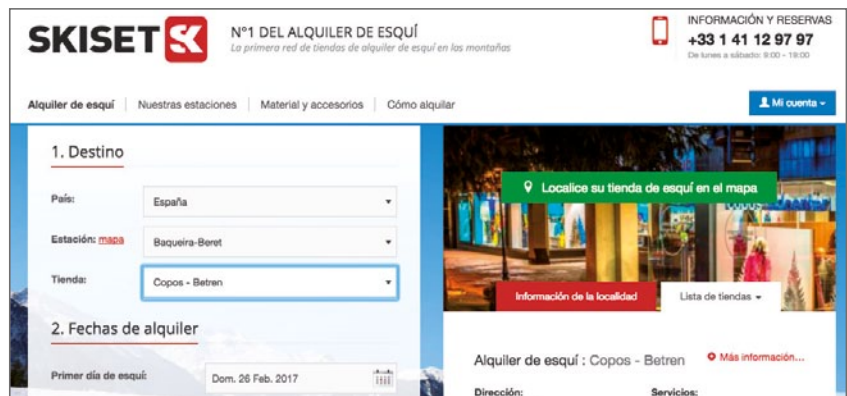 SKISET
Nº1 DEL ALQUILER DE ESQUÍ
La primera red de tiendas de alquiler de esquí en las montañas
INFORMACIÓN Y RESERVAS
+33 1 41 12 97 97
De lunes a sábado: 9:00 - 19:00
Alquiler de esquí Nuestras estaciones Material y accesorios Cómo alquilar
Mi cuenta
1. Destino
País: España
Estación: mapa Baqueira-Beret
Tienda: Copos - Betren
2. Fechas de alquiler
Primer día de esquí: Dom. 26 Feb. 2017
Localice su tienda de esquí en el mapa
Información de la localidad Lista de tiendas
Alquiler de esquí : Copos - Betren Más información...
Dirección: Servicios: